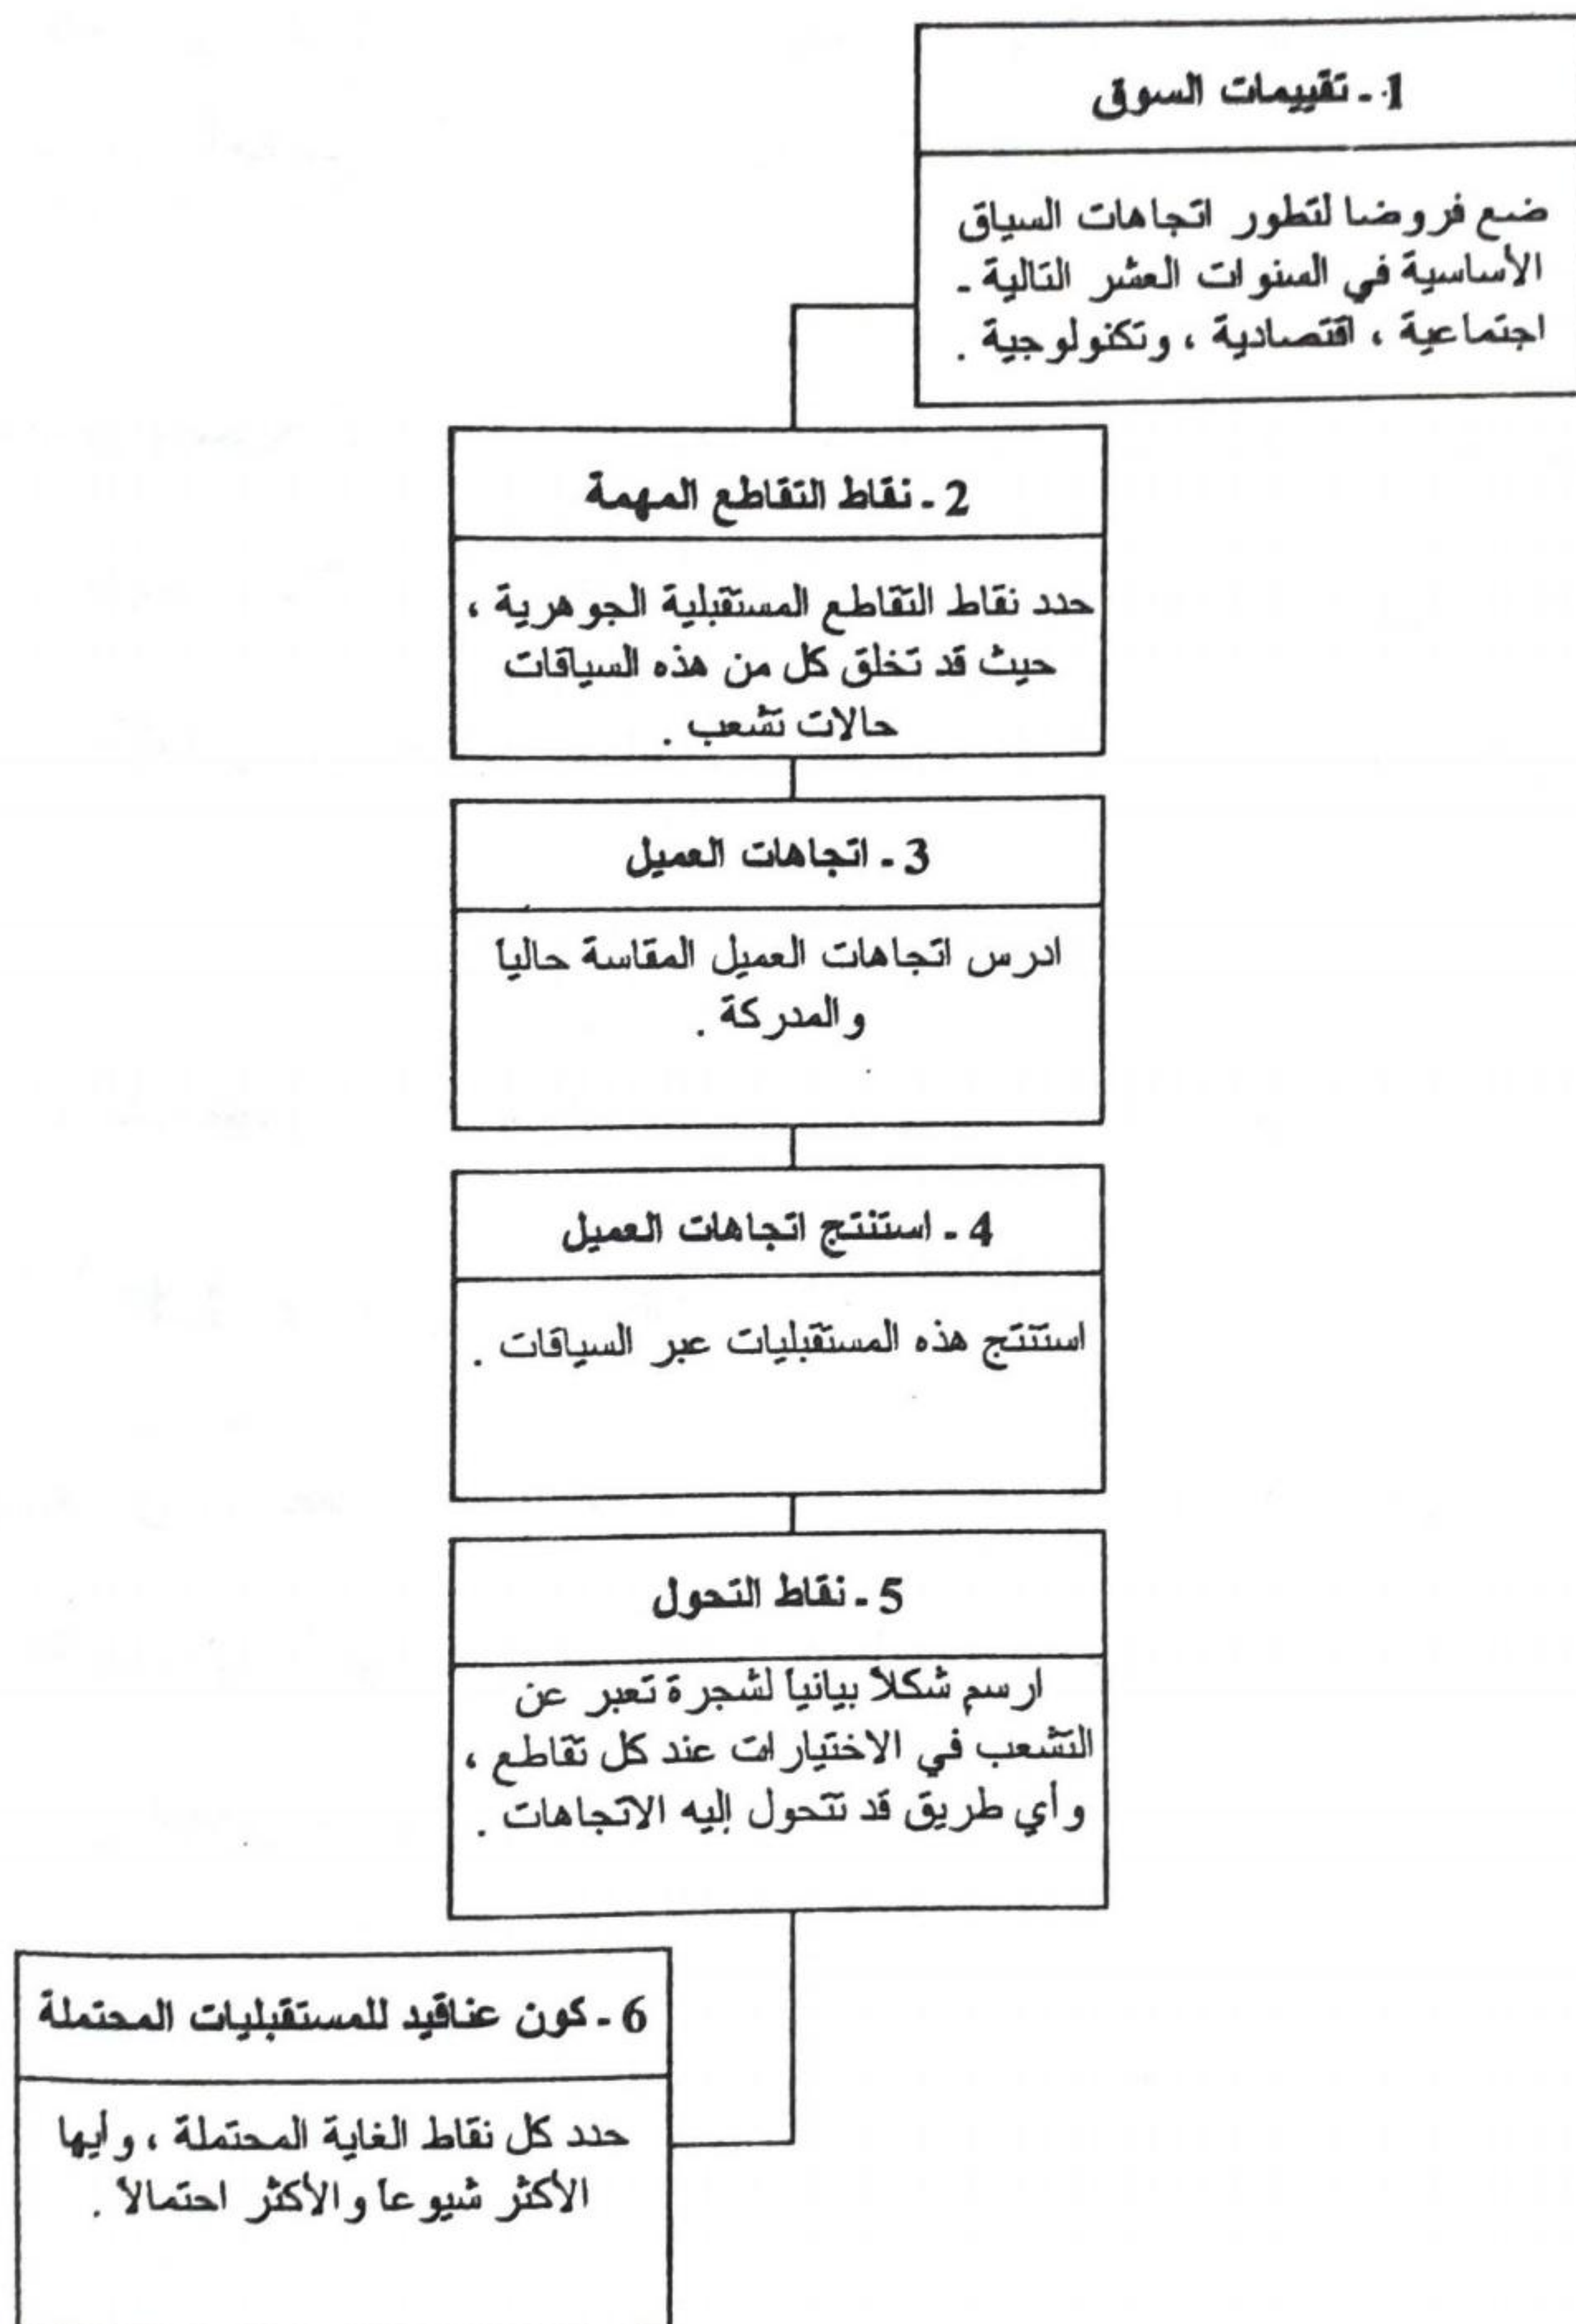 1 ـ تقييمات السوق
ضع فروضا لتطور اتجاهات السياق
الأساسية في السنوات العشر التالية ـ
اجتماعية ، اقتصادية ، وتكنولوجية .
2 ـ نقاط التقاطع المهمة
حدد نقاط التقاطع المستقبلية الجوهرية ،
حيث قد تخلق كل من هذه السياقات
حالات تشعب .
3 ـ اتجاهات العميل
ادرس اتجاهات العميل المقاسة حالياً
والمدركة .
4 ـ استنتج اتجاهات العميل
استنتج هذه المستقبليات عبر السياقات .
5 ـ نقاط التحول
ارسم شكلاً بيانياً لشجرة تعبر عن
التشعب في الاختيارات عند كل تقاطع ،
وأي طريق قد تتحول إليه الاتجاهات .
6 ـ كون عناقيد للمستقبليات المحتملة
حدد كل نقاط الغاية المحتملة ، وأيها
الأكثر شيوعاً والأكثر احتمالاً .